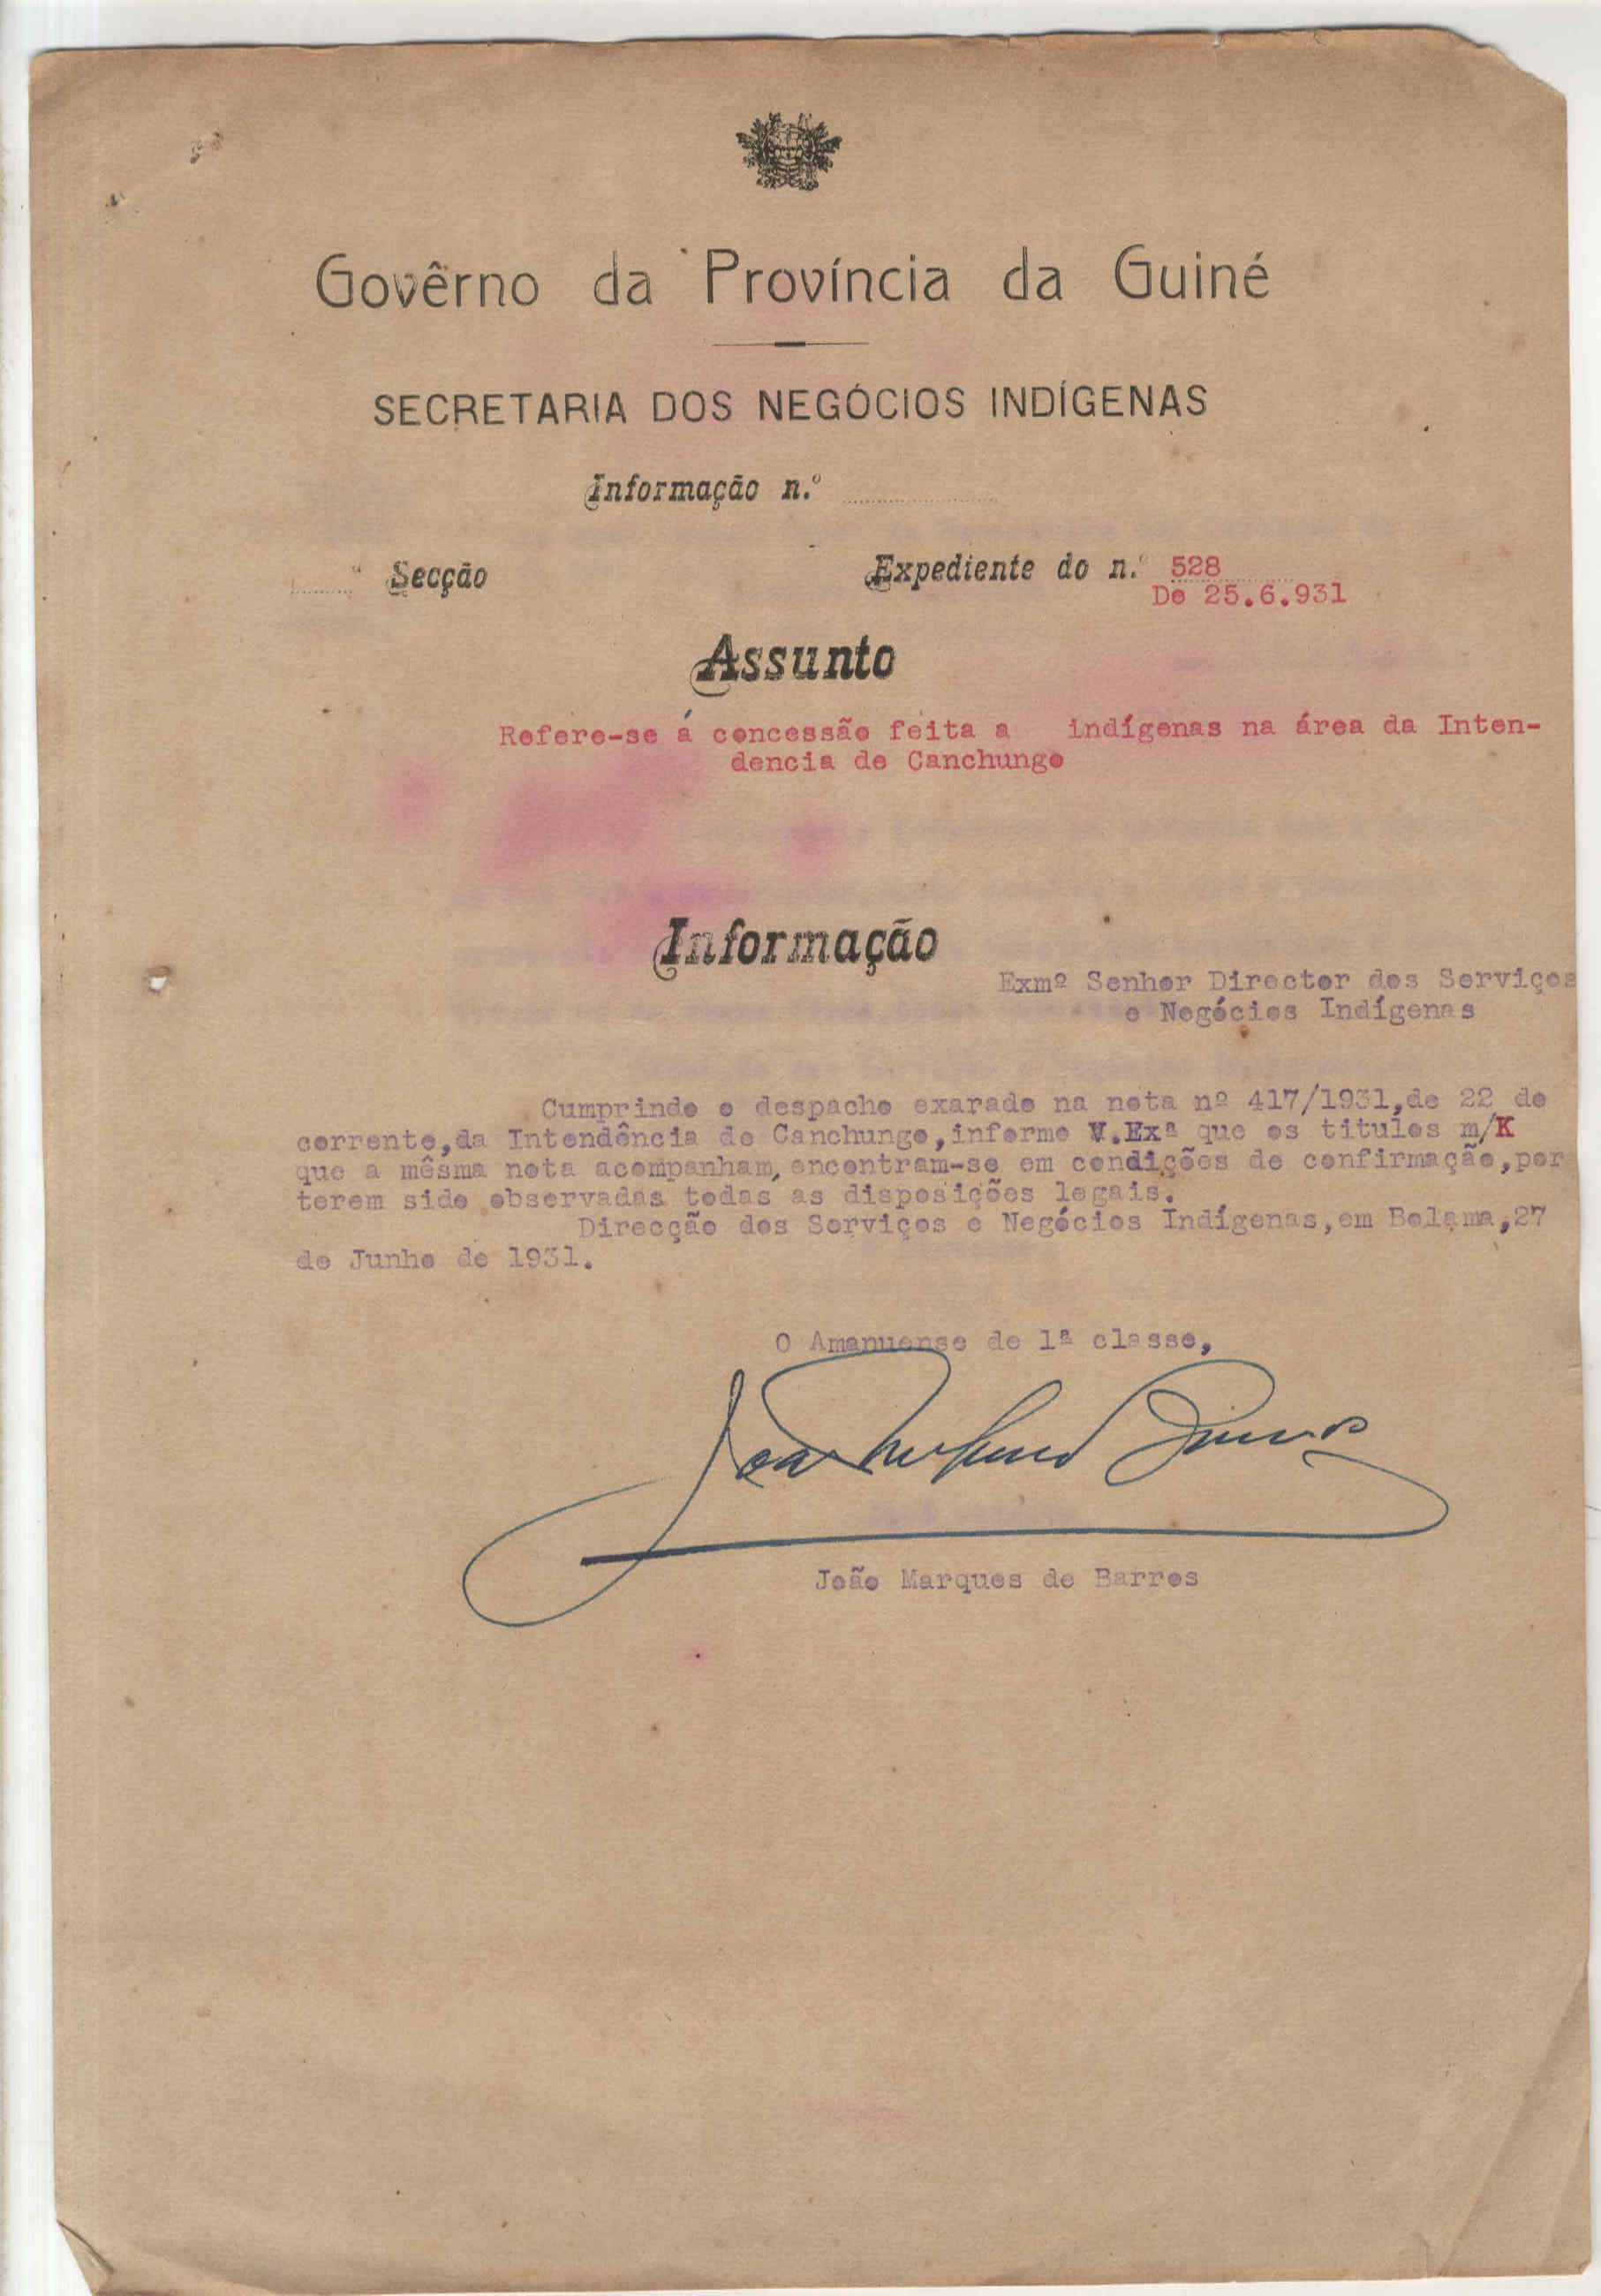 Govêrno da Província da Guiné
SECRETARIA DOS NEGÓCIOS INDÍGENAS
Informação n.º
Secção
Expediente do n.º 528
De 25.6.931
Assunto
Refere-se á concessão feita a indígenas na área da Inten-
dencia de Canchungo
Informação
Exmº Senhor Director dos Serviços
e Negócios Indígenas
Cumprindo o despacho exarado na nota nº 417/1931,de 22 do
corrente,da Intendência de Canchungo,informo V.Exª que os titulos m/K
que a mêsma nota acompanham, encontram-se em condições de confirmação,por
terem sido observadas todas as disposições legais.
Direcção dos Serviços e Negócios Indígenas,em Bolama,27
de Junho de 1931.
O Amanuense de 1ª classe,
João Marques de Barros